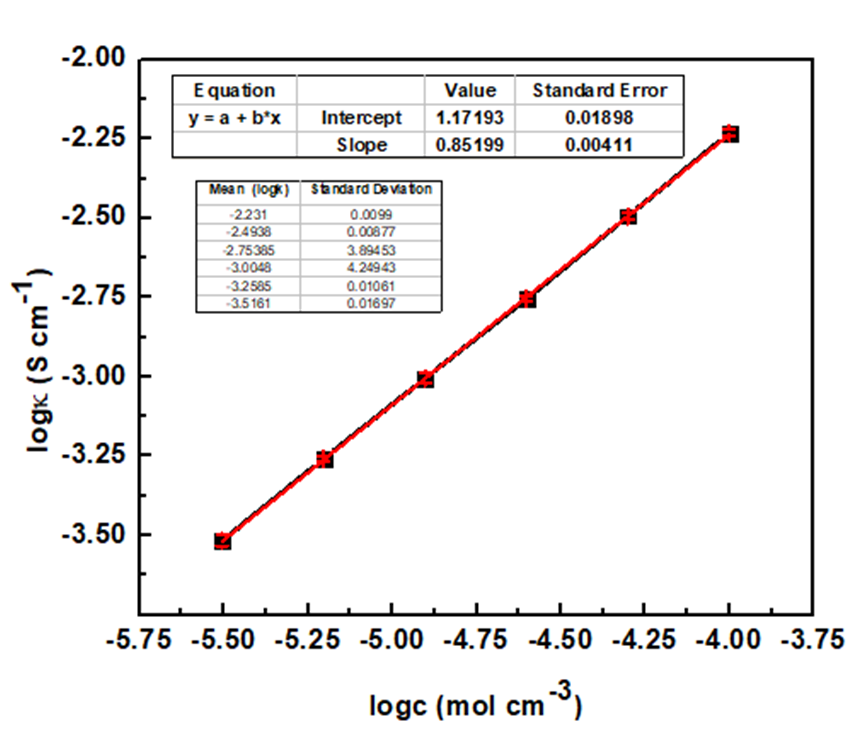 -2.00
-2.25
-2.50
-2.75
-3.00
-3.25
-3.50
logκ (S cm-1)
Equation Value Standard Error
y = a + b*x Intercept 1.17193 0.01898
Slope 0.85199 0.00411
Mean (logk) Standard Deviation
-2.231 0.0099
-2.4938 0.00877
-2.75385 3.89453
-3.0048 4.24943
-3.2585 0.01061
-3.5161 0.01697
-5.75 -5.50 -5.25 -5.00 -4.75 -4.50 -4.25 -4.00 -3.75
logc (mol cm-3)